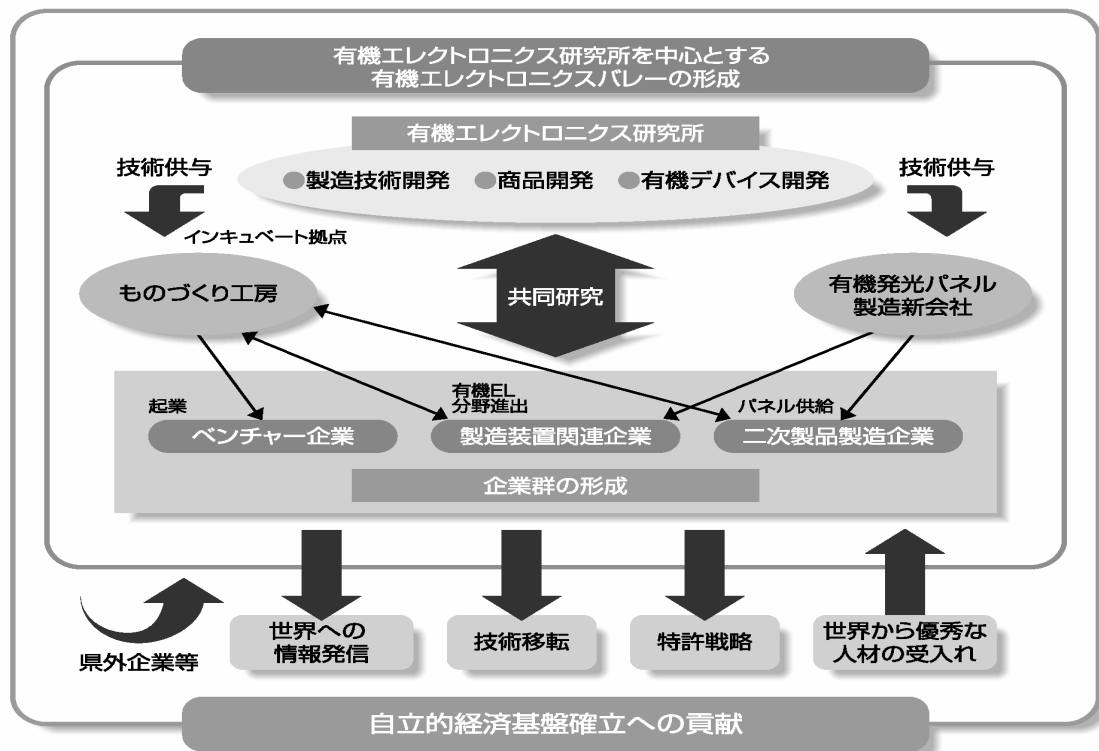 有機エレクトロニクス研究所を中心とする
有機エレクトロニクスバレーの形成
有機エレクトロニクス研究所
技術供与
技術供与
●製造技術開発 ●商品開発 ●有機デバイス開発
インキュベート拠点
ものづくり工房
共同研究
有機発光パネル
製造新会社
起業
有機EL
分野進出
パネル供給
ベンチャー企業
製造装置関連企業
二次製品製造企業
企業群の形成
県外企業等
世界への
情報発信
技術移転
特許戦略
世界から優秀な
人材の受入れ
自立的経済基盤確立への貢献